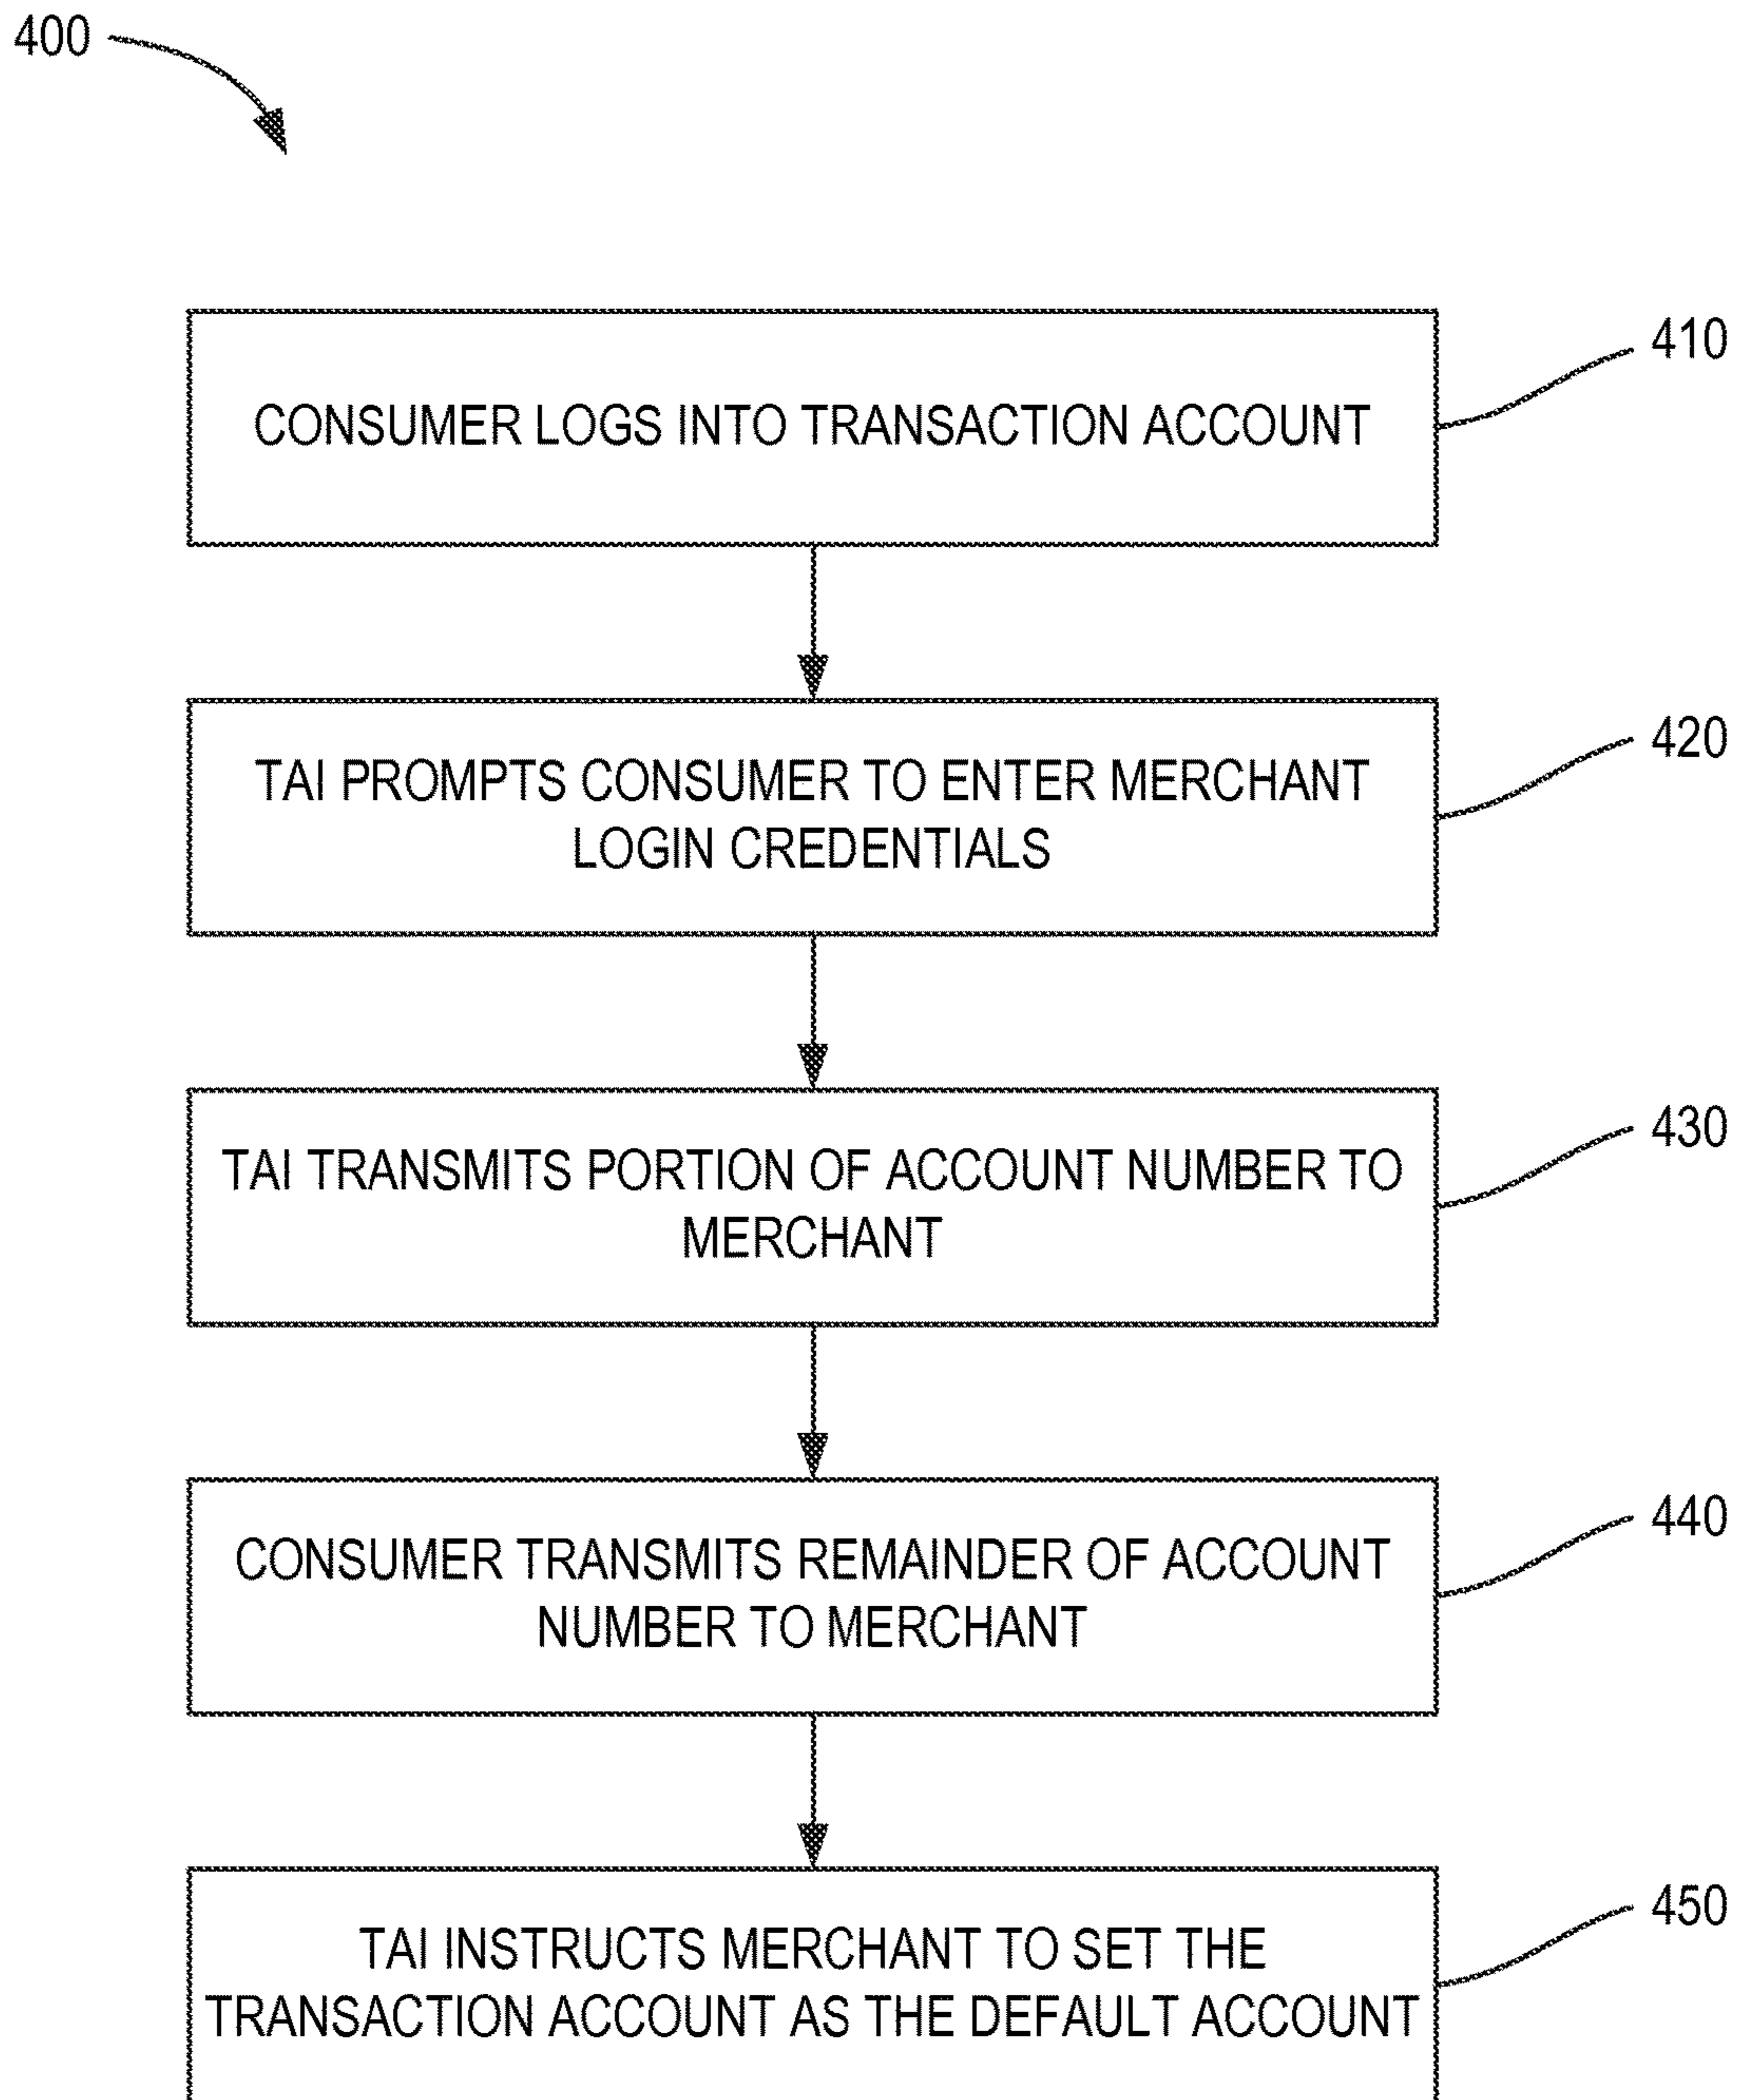 400
410
CONSUMER LOGS INTO TRANSACTION ACCOUNT
420
TAI PROMPTS CONSUMER TO ENTER MERCHANT
LOGIN CREDENTIALS
430
TAI TRANSMITS PORTION OF ACCOUNT NUMBER TO
MERCHANT
440
CONSUMER TRANSMITS REMAINDER OF ACCOUNT
NUMBER TO MERCHANT
450
TAI INSTRUCTS MERCHANT TO SET THE
TRANSACTION ACCOUNT AS THE DEFAULT ACCOUNT